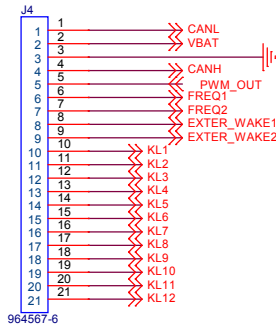 J4
1 1 CANL
2 2 VBAT
3 3
4 4 CANH
5 5 PWM_OUT
6 6 FREQ1
7 7 FREQ2
8 8 EXTER_WAKE1
9 9 EXTER_WAKE2
10 10 KL1
11 11 KL2
12 12 KL3
13 13 KL4
14 14 KL5
15 15 KL6
16 16 KL7
17 17 KL8
18 18 KL9
19 19 KL10
20 20 KL11
21 21 KL12
964567-6